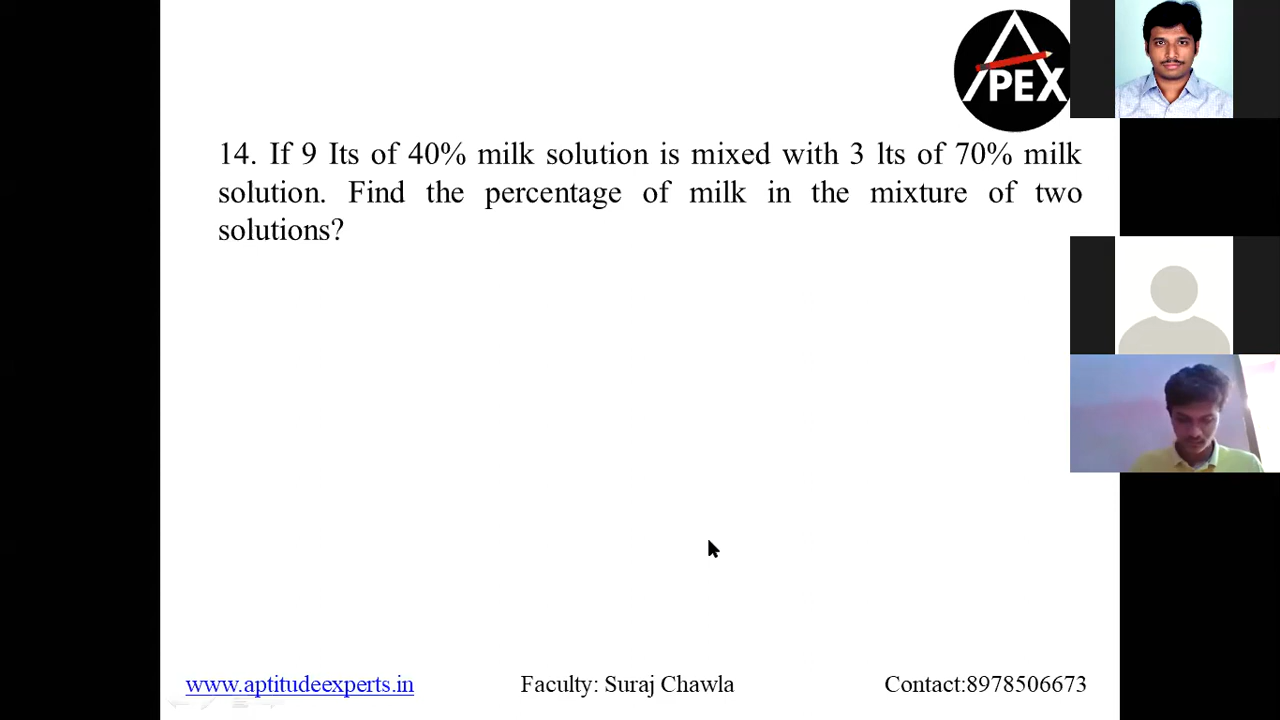 PEX
14. If 9 Its of 40% milk solution is mixed with 3 lts of 70% milk
solution. Find the percentage of milk in the mixture of two
solutions?
www.aptitudeexperts.in Faculty: Suraj Chawla Contact:8978506673